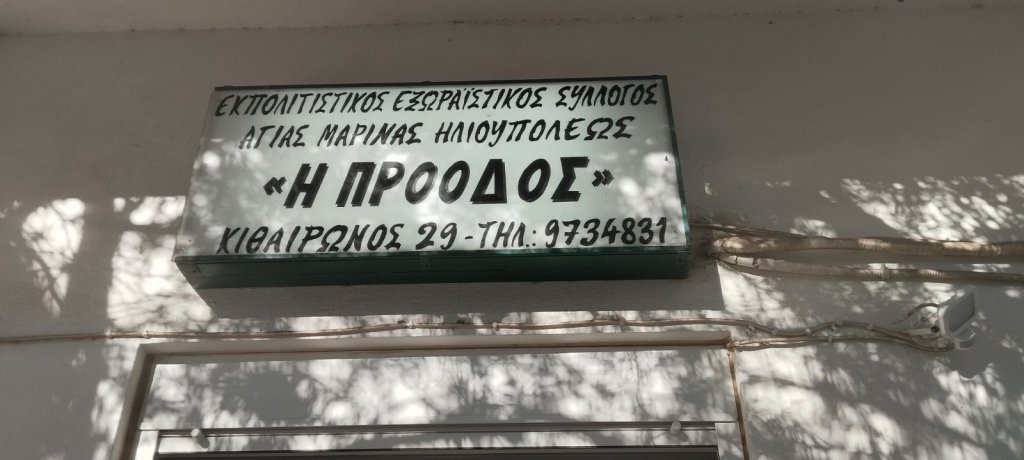 ΕΚΠΟΛΙΤΙΣΤΙΚΟΣ ΕΞΩΡΑΪΣΤΙΚΟΣ ΣΥΛΛΟΓΟΣ
ΑΓΙΑΣ ΜΑΡΙΝΑΣ ΗΛΙΟΥΠΟΛΕΩΣ
«Η ΠΡΟΟΔΟΣ»
ΚΙΘΑΙΡΩΝΟΣ 29 - ΤΗΛ.: 9734831